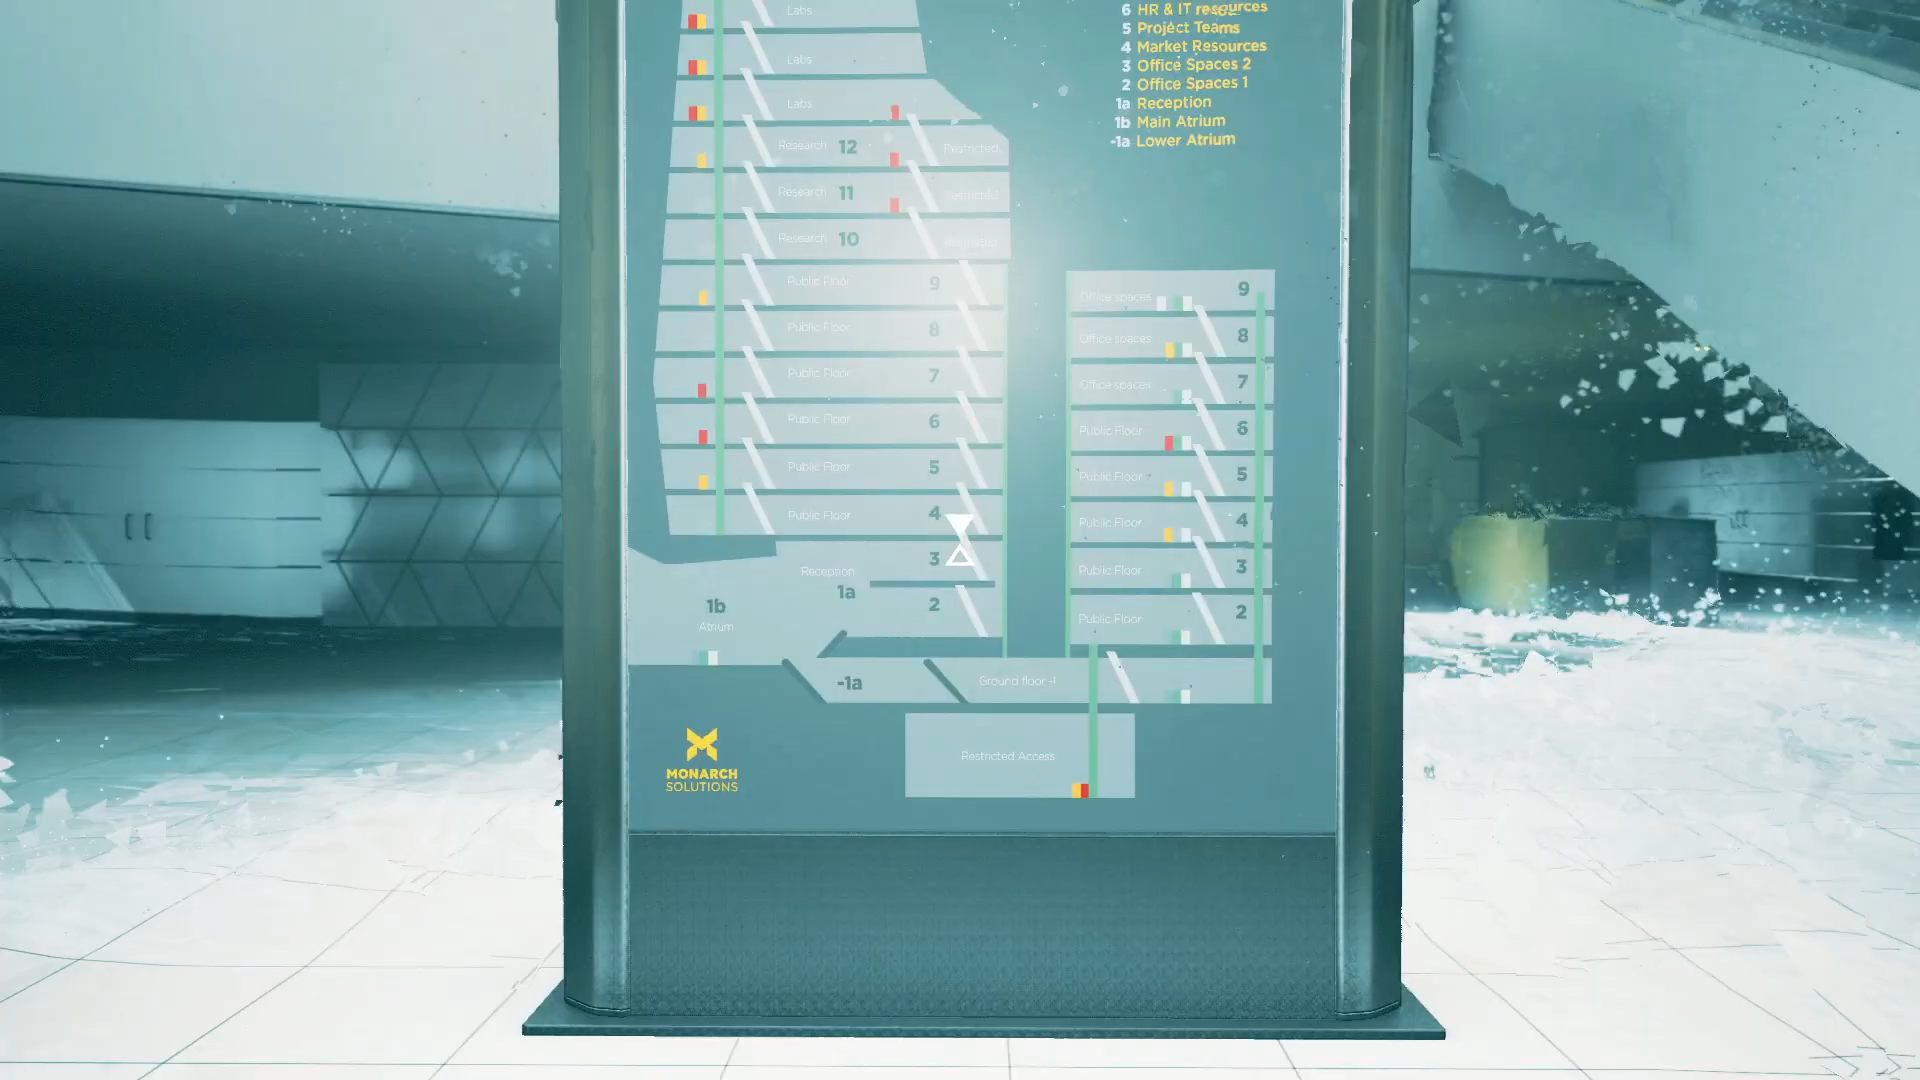 Labs
Labs
Labs
Research 12 Restricted
Research 11 Restricted
Research 10 Restricted
Public Floor 9
Public Floor 8
Public Floor 7
Public Floor 6
Public Floor 5
Public Floor 4
3
Reception
1a
2
1b
Atrium
-1a
Ground floor -1
Restricted Access
6 HR & IT resources
5 Project Teams
4 Market Resources
3 Office Spaces 2
2 Office Spaces 1
1a Reception
1b Main Atrium
-1a Lower Atrium
Office spaces 9
Office spaces 8
Office spaces 7
Public Floor 6
Public Floor 5
Public Floor 4
Public Floor 3
Public Floor 2
MONARCH
SOLUTIONS